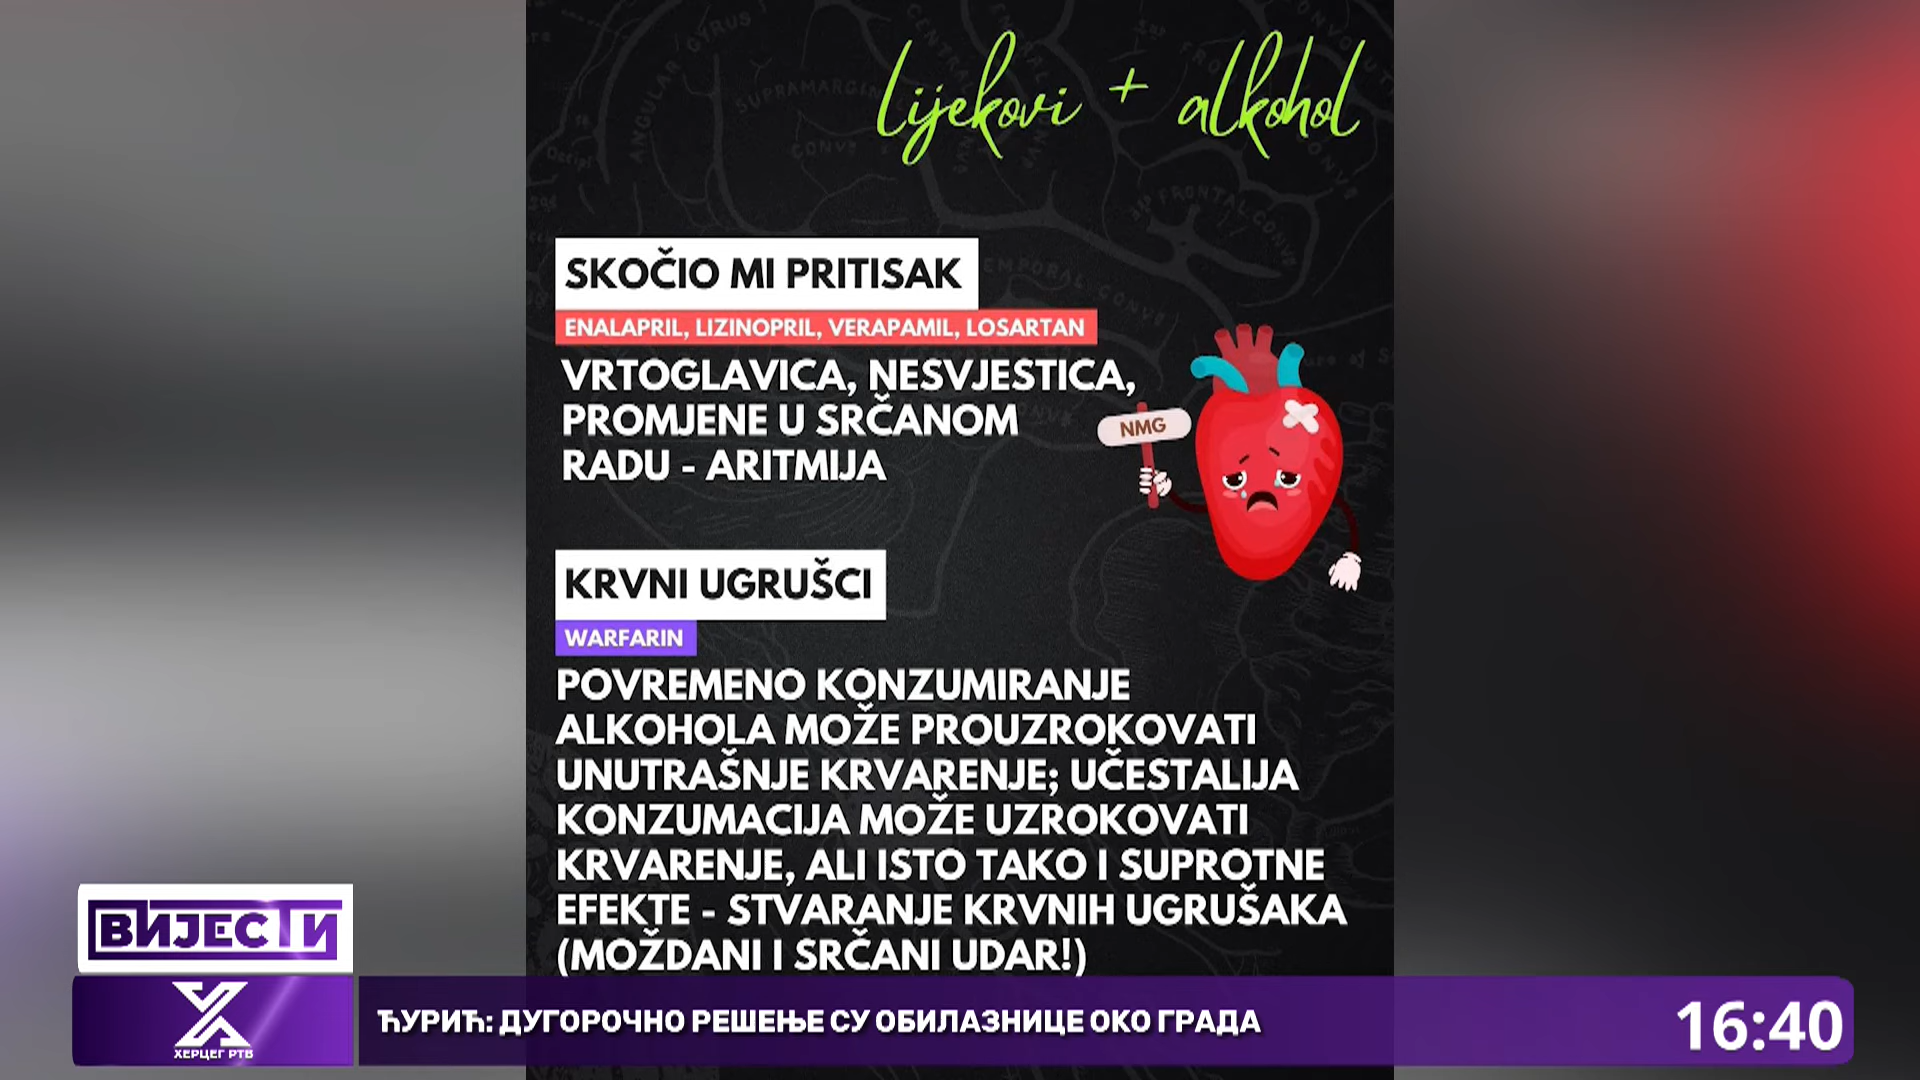 lijekovi + alkohol
SKOČIO MI PRITISAK
ENALAPRIL, LIZINOPRIL, VERAPAMIL, LOSARTAN
VRTOGLAVICA, NESVJESTICA,
PROMJENE U SRČANOM
RADU - ARITMIJA
NMG
KRVNI UGRUŠCI
WARFARIN
POVREMENO KONZUMIRANJE
ALKOHOLA MOŽE PROUZROKOVATI
UNUTRAŠNJE KRVARENJE; UČESTALIJA
KONZUMACIJA MOŽE UZROKOVATI
KRVARENJE, ALI ISTO TAKO I SUPROTNE
EFEKTE - STVARANJE KRVNIH UGRUŠAKA
(MOŽDANI I SRČANI UDAR!)
ВИЈЕСТИ
ХЕРЦЕГ РТВ
ЋУРИЋ: ДУГОРОЧНО РЕШЕЊЕ СУ ОБИЛАЗНИЦЕ ОКО ГРАДА
16:40